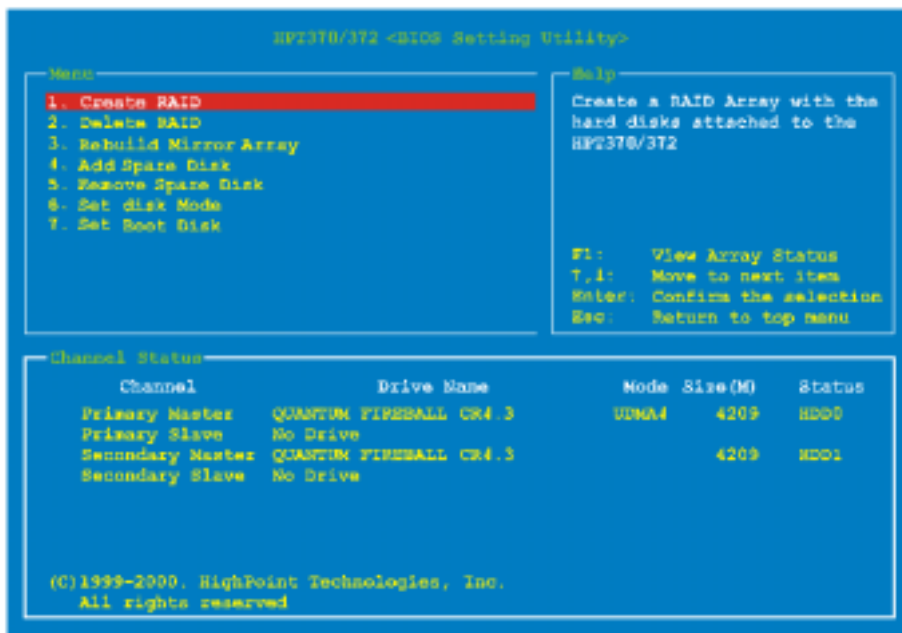 HPT370/372 <BIOS Setting Utility>
Menu
1. Create RAID
2. Delete RAID
3. Rebuild Mirror Array
4. Add Spare Disk
5. Remove Spare Disk
6. Set disk Mode
7. Set Boot Disk
Help
Create a RAID Array with the
hard disks attached to the
HPT370/372
F1: View Array Status
↑,↓: Move to next item
Enter: Confirm the selection
Esc: Return to top menu
Channel Status
Channel Drive Name Mode Size(M) Status
Primary Master QUANTUM FIREBALL CR4.3 UDMA4 4209 HDD0
Primary Slave No Drive
Secondary Master QUANTUM FIREBALL CR4.3 4209 HDD1
Secondary Slave No Drive
(C)1999-2000. HighPoint Technologies, Inc.
All rights reserved